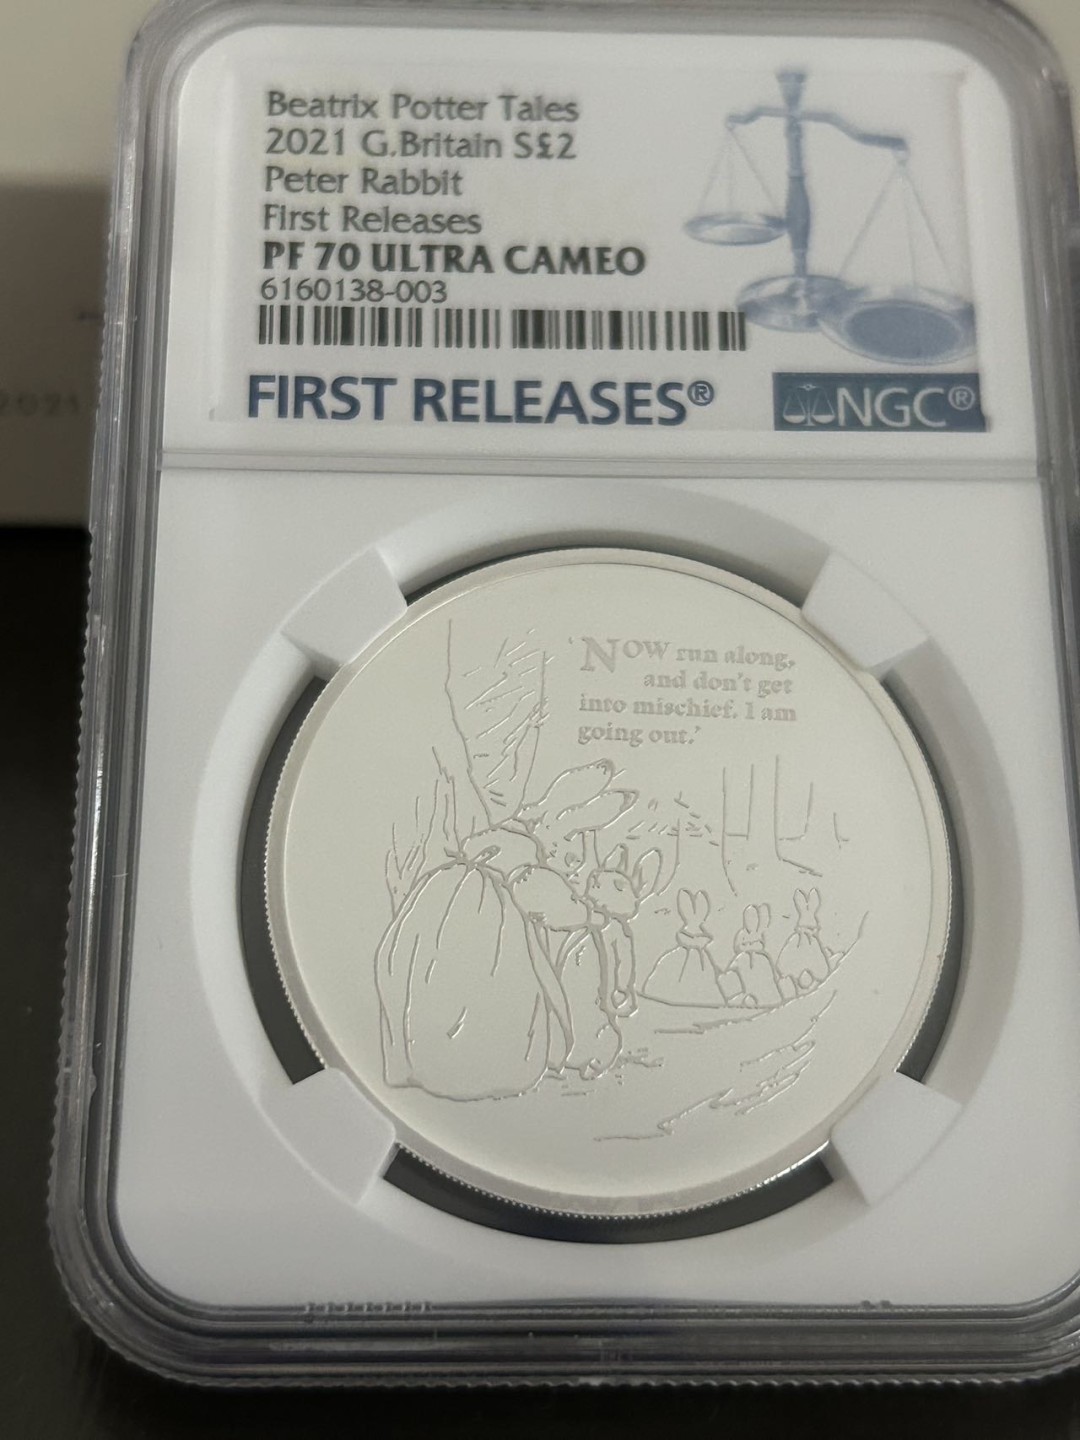 Beatrix Potter Tales
2021 G.Britain S£2
Peter Rabbit
First Releases
PF 70 ULTRA CAMEO
6160138-003
FIRST RELEASES®
NGC®
2021
'NOW run along,
and don't get
into mischief. I am
going out.'